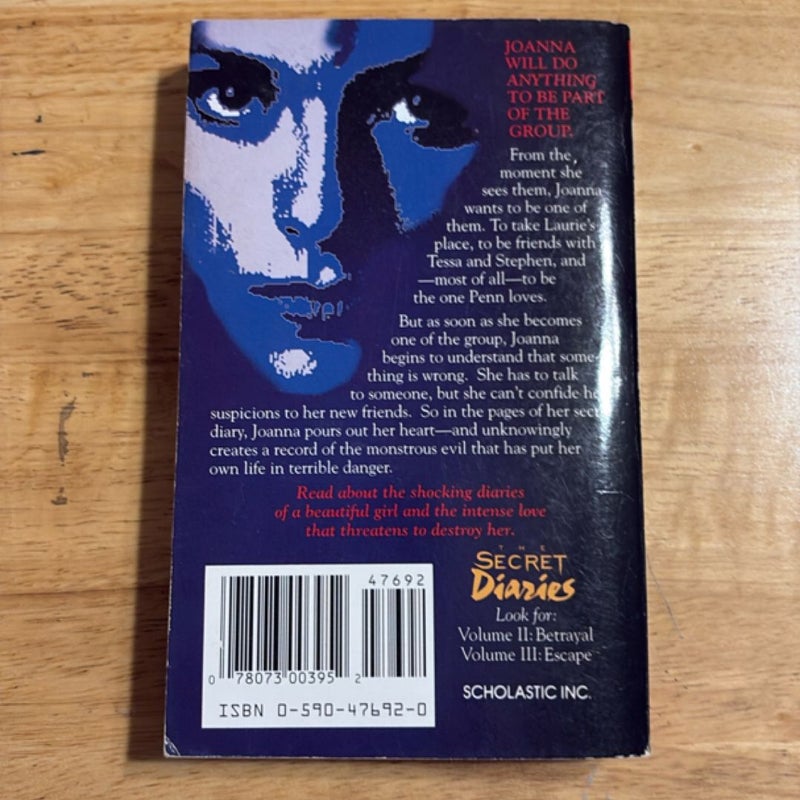 JOANNA
WILL DO
ANYTHING
TO BE PART
OF THE
GROUP.
From the,
moment she
sees them, Joanna
wants to be one of
them. To take Laurie's
place, to be friends with
Tessa and Stephen, and
—most of all—to be
the one Penn loves.
But as soon as she becomes
one of the group, Joanna
begins to understand that some-
thing is wrong. She has to talk
to someone, but she can't confide he
suspicions to her new friends. So in the pages of her sec
diary, Joanna pours out her heart—and unknowingly
creates a record of the monstrous evil that has put her
own life in terrible danger.
Read about the shocking diaries
of a beautiful girl and the intense love
that threatens to destroy her.
THE
SECRET
Diaries
Look for:
Volume II: Betrayal
Volume III: Escape
SCHOLASTIC INC.
47692
0 78073 00395 2
ISBN 0-590-47692-0